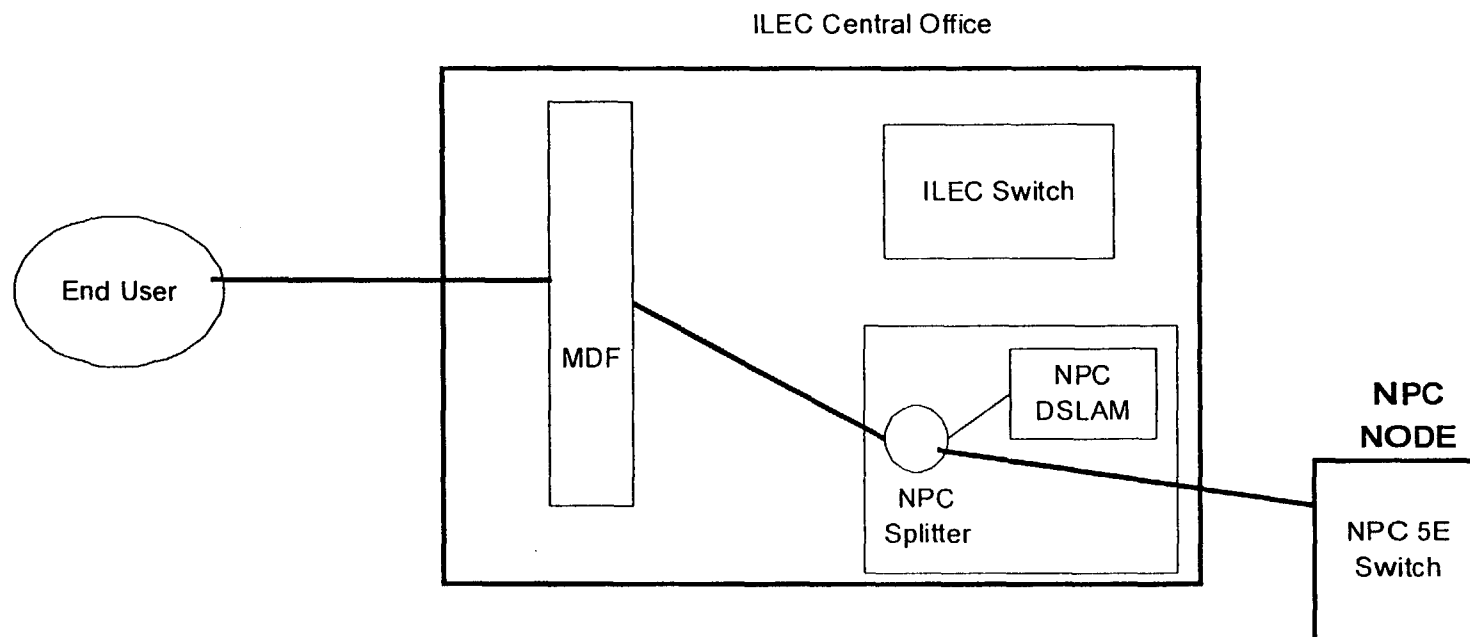 ILEC Central Office
ILEC Switch
End User
MDF
NPC
DSLAM
NPC
Splitter
NPC
NODE
NPC 5E
Switch